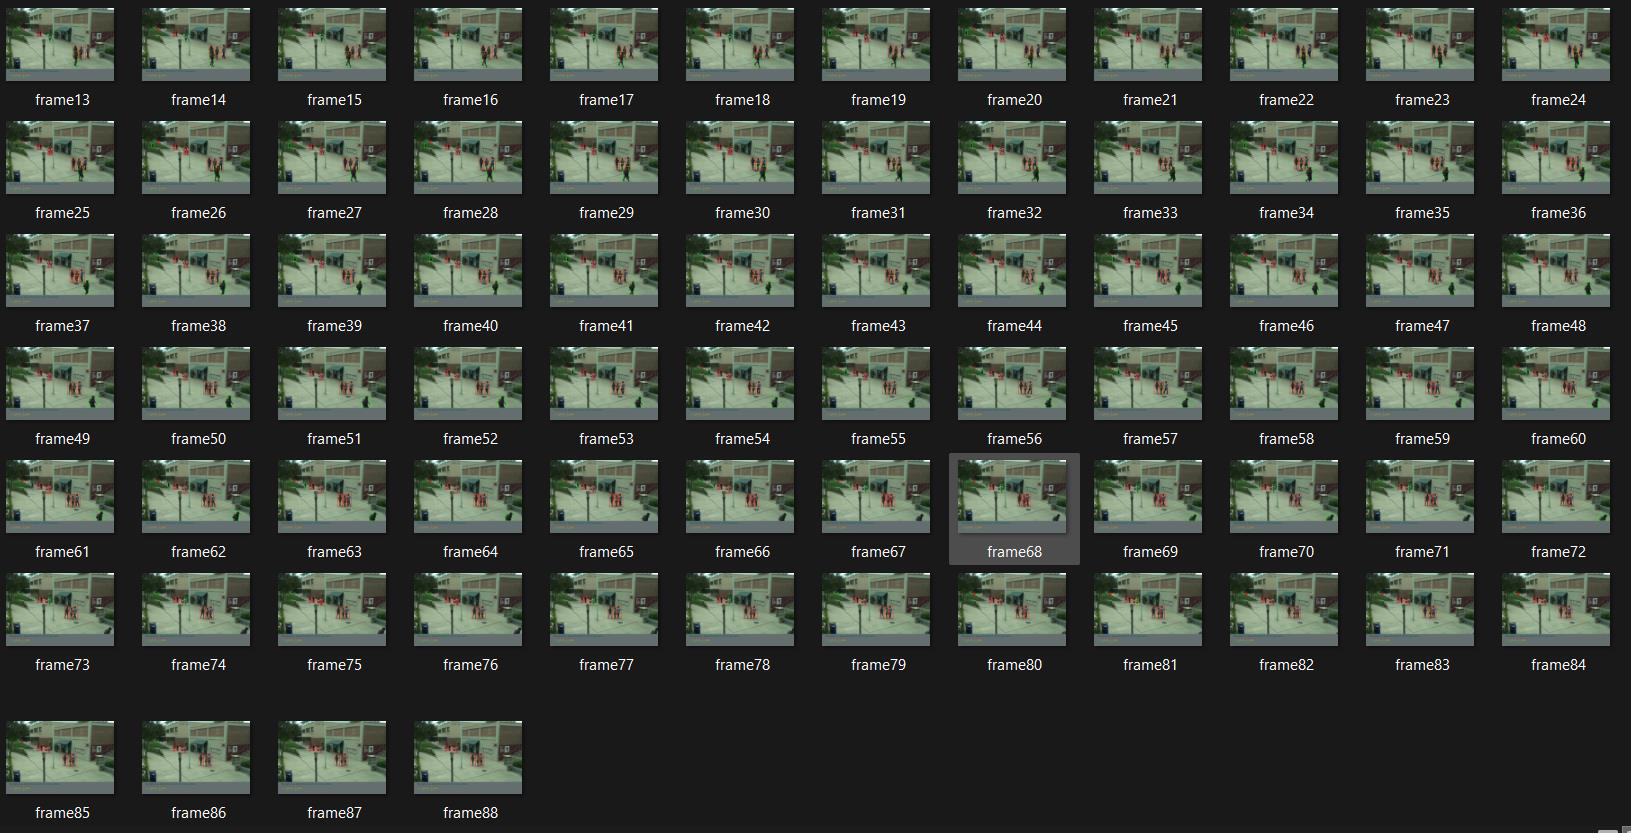 frame13 frame14 frame15 frame16 frame17 frame18 frame19 frame20 frame21 frame22 frame23 frame24
frame25 frame26 frame27 frame28 frame29 frame30 frame31 frame32 frame33 frame34 frame35 frame36
frame37 frame38 frame39 frame40 frame41 frame42 frame43 frame44 frame45 frame46 frame47 frame48
frame49 frame50 frame51 frame52 frame53 frame54 frame55 frame56 frame57 frame58 frame59 frame60
frame61 frame62 frame63 frame64 frame65 frame66 frame67 frame68 frame69 frame70 frame71 frame72
frame73 frame74 frame75 frame76 frame77 frame78 frame79 frame80 frame81 frame82 frame83 frame84
frame85 frame86 frame87 frame88